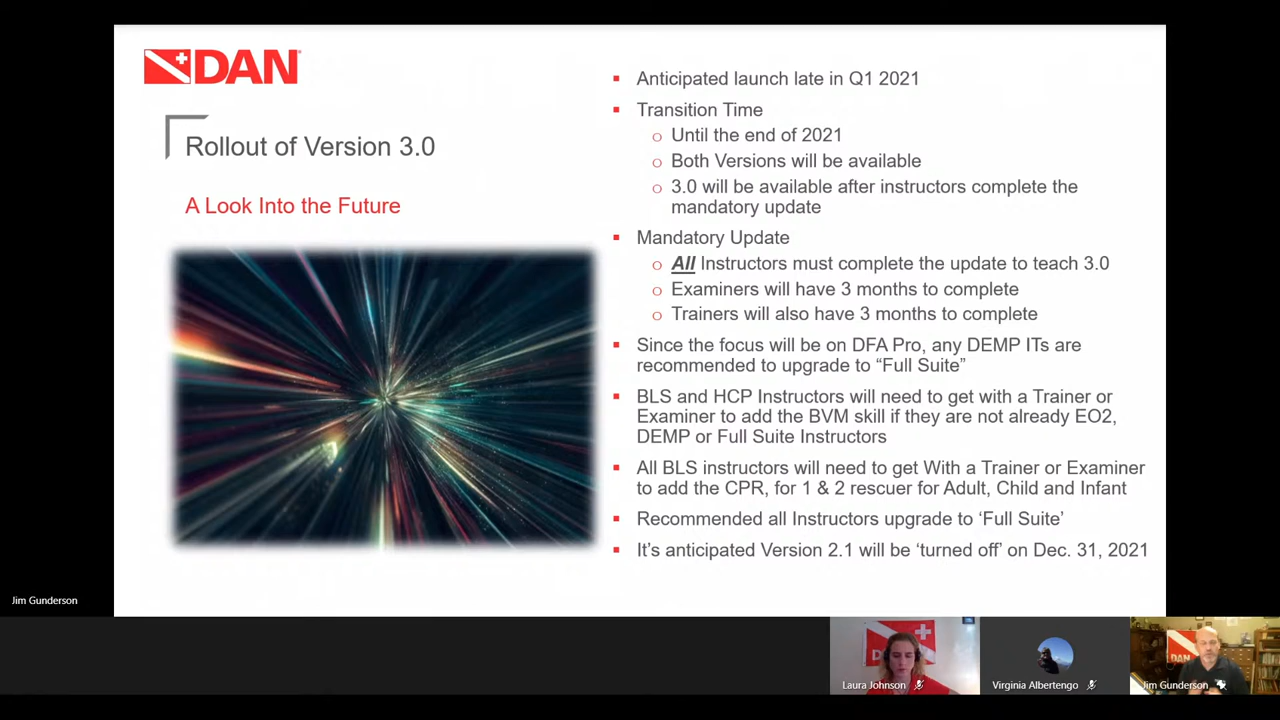 DAN
Rollout of Version 3.0
A Look Into the Future
Anticipated launch late in Q1 2021
Transition Time
Until the end of 2021
Both Versions will be available
3.0 will be available after instructors complete the
mandatory update
Mandatory Update
All Instructors must complete the update to teach 3.0
Examiners will have 3 months to complete
Trainers will also have 3 months to complete
Since the focus will be on DFA Pro, any DEMP ITs are
recommended to upgrade to “Full Suite”
BLS and HCP Instructors will need to get with a Trainer or
Examiner to add the BVM skill if they are not already EO2,
DEMP or Full Suite Instructors
All BLS instructors will need to get With a Trainer or Examiner
to add the CPR, for 1 & 2 rescuer for Adult, Child and Infant
Recommended all Instructors upgrade to ‘Full Suite’
It’s anticipated Version 2.1 will be ‘turned off’ on Dec. 31, 2021
Jim Gunderson
Laura Johnson
Virginia Albertengo
DAN
Jim Gunderson